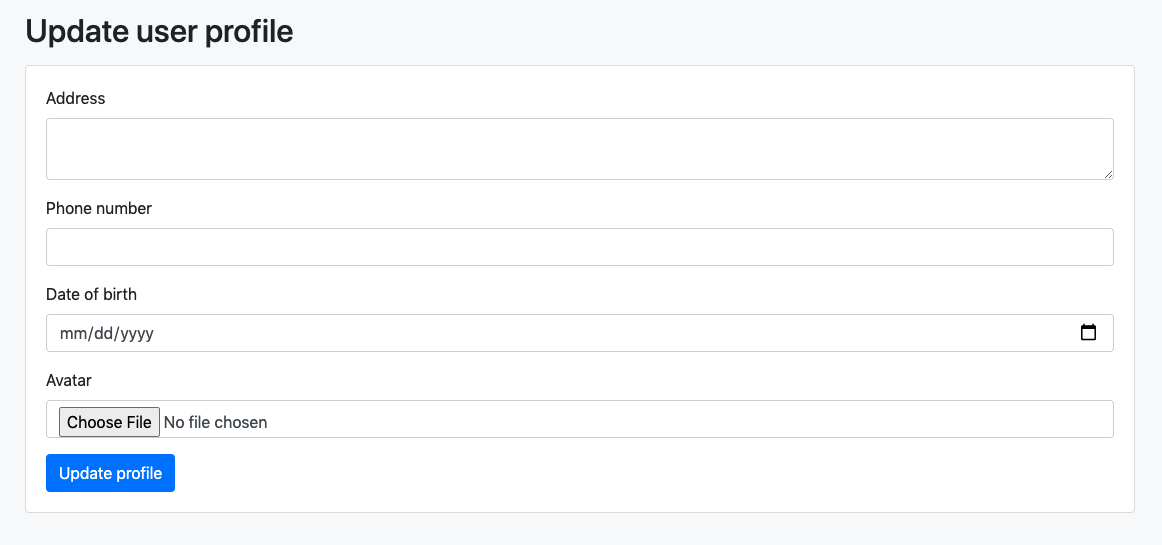 Update user profile
Address
Phone number
Date of birth
mm/dd/yyyy
Avatar
Choose File No file chosen
Update profile